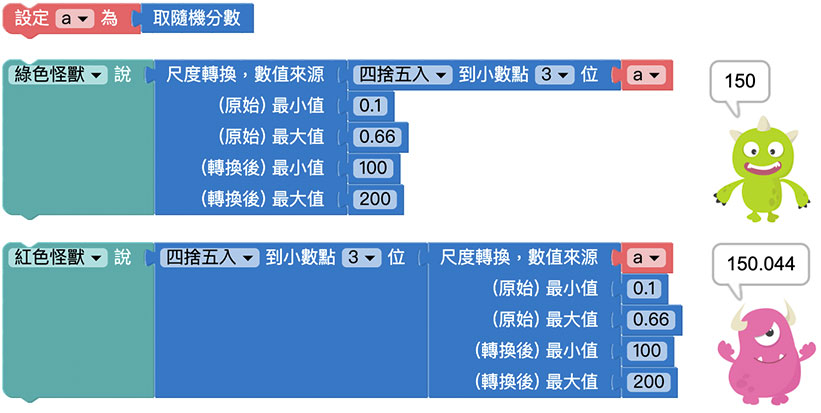 設定 a 為 取隨機分數
綠色怪獸 說 尺度轉換,數值來源 四捨五入 到小數點 3 位 a
(原始) 最小值 0.1
(原始) 最大值 0.66
(轉換後) 最小值 100
(轉換後) 最大值 200
150
紅色怪獸 說 四捨五入 到小數點 3 位 尺度轉換,數值來源 a
(原始) 最小值 0.1
(原始) 最大值 0.66
(轉換後) 最小值 100
(轉換後) 最大值 200
150.044